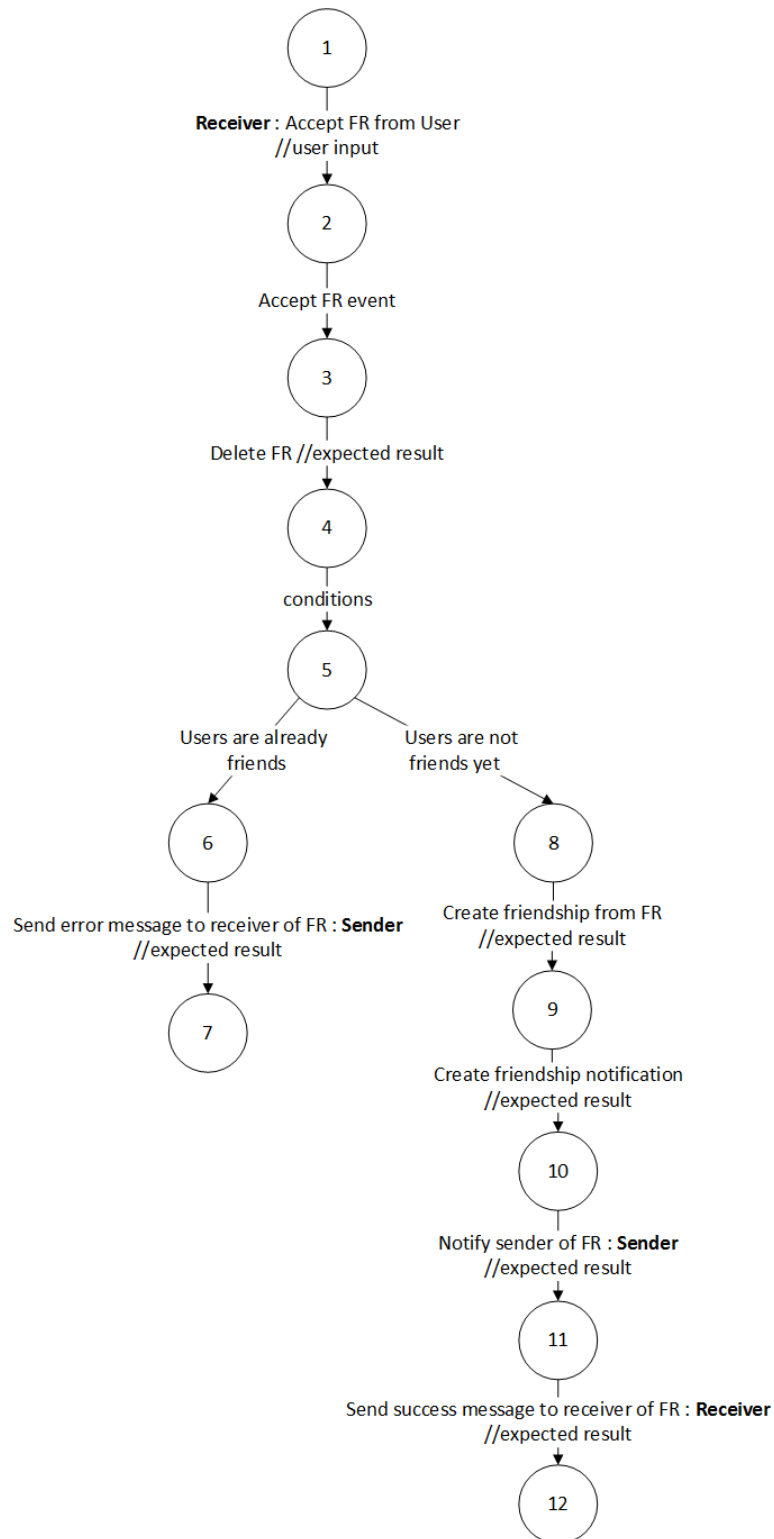 1
Receiver : Accept FR from User
//user input
2
Accept FR event
3
Delete FR //expected result
4
conditions
5
Users are already
friends
Users are not
friends yet
6
8
Send error message to receiver of FR : Sender
//expected result
Create friendship from FR
//expected result
7
9
Create friendship notification
//expected result
10
Notify sender of FR : Sender
//expected result
11
Send success message to receiver of FR : Receiver
//expected result
12